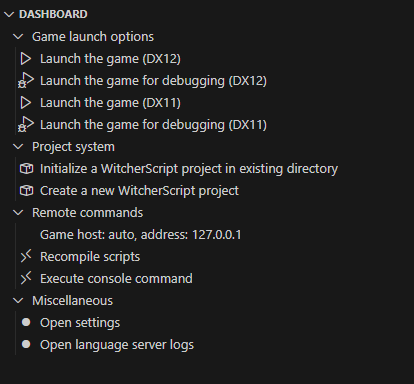 DASHBOARD
Game launch options
Launch the game (DX12)
Launch the game for debugging (DX12)
Launch the game (DX11)
Launch the game for debugging (DX11)
Project system
Initialize a WitcherScript project in existing directory
Create a new WitcherScript project
Remote commands
Game host: auto, address: 127.0.0.1
Recompile scripts
Execute console command
Miscellaneous
Open settings
Open language server logs